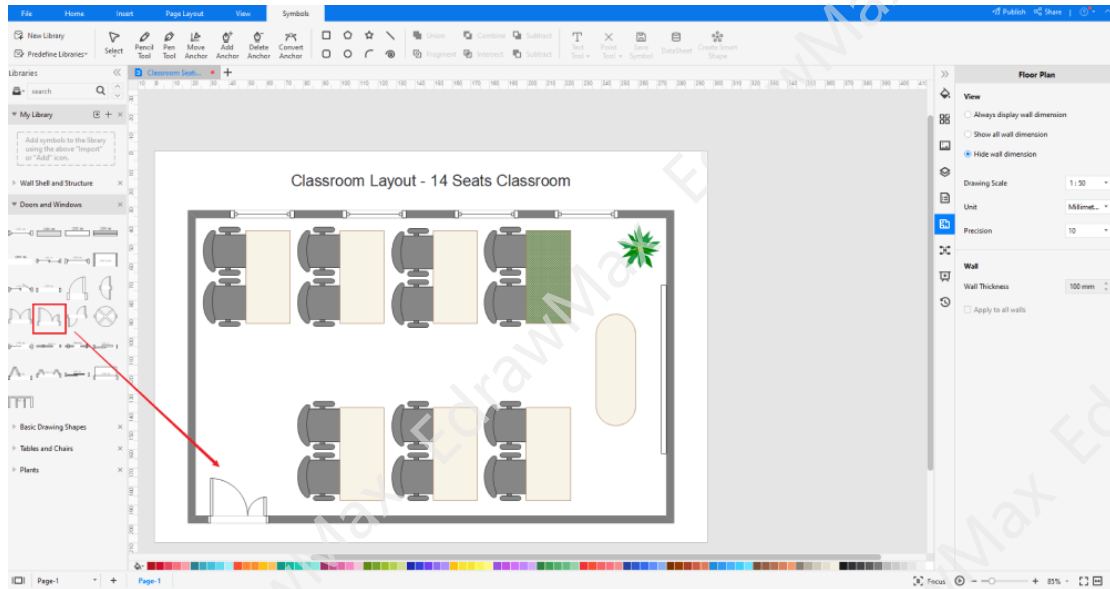 File Home Insert Page Layout View Symbols
Publish Share
New Library
Predefine Libraries
Select
Pencil Tool
Pen Tool
Move Anchor
Add Anchor
Delete Anchor
Convert Anchor
Union Combine Subtract
Fragment Intersect Subtract
Text Tool
Point Tool
Save Symbol
DataSheet
Create Smart Shape
Libraries
search
My Library
Add symbols to the library
using the above "Import"
or "Add" icon.
Wall Shell and Structure
Doors and Windows
Basic Drawing Shapes
Tables and Chairs
Plants
Classroom Seati...
Classroom Layout - 14 Seats Classroom
EdrawMax
Floor Plan
View
Always display wall dimension
Show all wall dimension
Hide wall dimension
Drawing Scale 1 : 50
Unit Millimet...
Precision 10
Wall
Wall Thickness 100 mm
Apply to all walls
Page-1
Page-1
Focus
85%